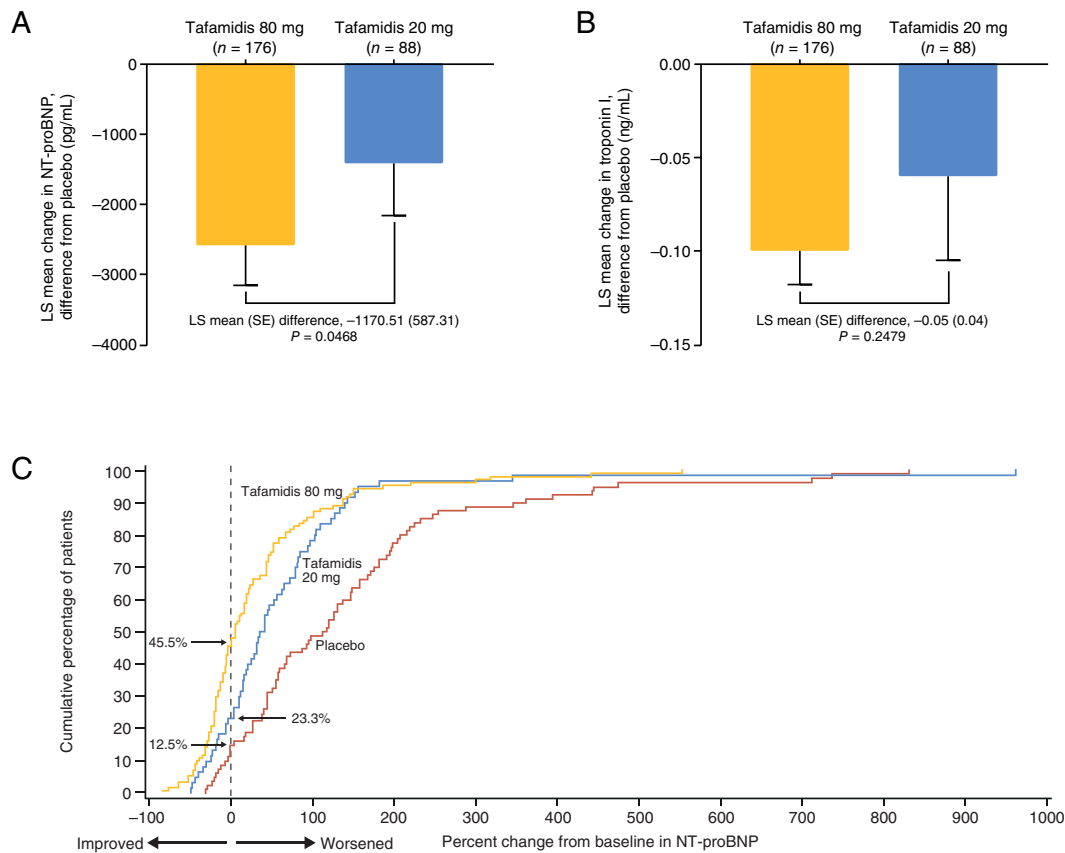 A
Tafamidis 80 mg
(n = 176)
Tafamidis 20 mg
(n = 88)
LS mean change in NT-proBNP,
difference from placebo (pg/mL)
0
–1000
–2000
–3000
–4000
LS mean (SE) difference, –1170.51 (587.31)
P = 0.0468
B
Tafamidis 80 mg
(n = 176)
Tafamidis 20 mg
(n = 88)
LS mean change in troponin I,
difference from placebo (ng/mL)
0.00
–0.05
–0.10
–0.15
LS mean (SE) difference, –0.05 (0.04)
P = 0.2479
C
Cumulative percentage of patients
100
90
80
70
60
50
40
30
20
10
0
Tafamidis 80 mg
Tafamidis
20 mg
Placebo
45.5%
23.3%
12.5%
–100
0
100
200
300
400
500
600
700
800
900
1000
Improved
Worsened
Percent change from baseline in NT-proBNP